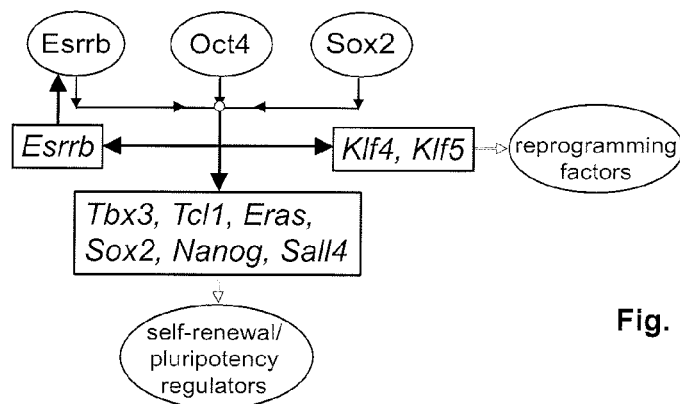 Esrrb
Oct4
Sox2
Esrrb
Klf4, Klf5
reprogramming
factors
Tbx3, Tcl1, Eras,
Sox2, Nanog, Sall4
self-renewal/
pluripotency
regulators
Fig.